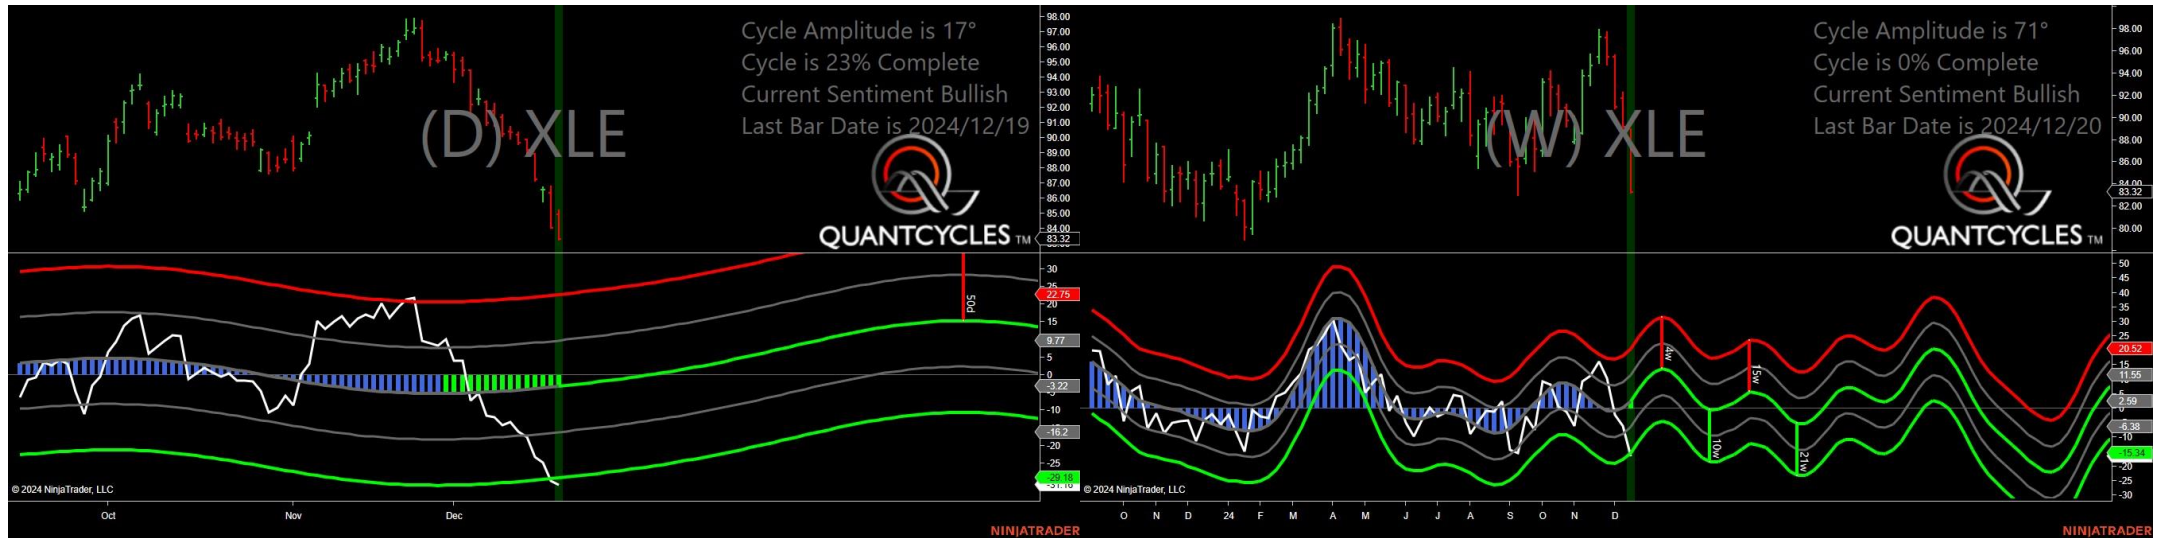 Cycle Amplitude is 17°
Cycle is 23% Complete
Current Sentiment Bullish
Last Bar Date is 2024/12/19
(D) XLE
QUANTCYCLES TM
98.00
97.00
96.00
95.00
94.00
93.00
92.00
91.00
90.00
89.00
88.00
87.00
86.00
85.00
84.00
83.32
50d
30
25
22.75
20
15
9.77
5
0
-3.22
-10
-16.2
-20
-25
-29.18
-31.16
© 2024 NinjaTrader, LLC
Oct
Nov
Dec
NINJATRADER
Cycle Amplitude is 71°
Cycle is 0% Complete
Current Sentiment Bullish
Last Bar Date is 2024/12/20
(W) XLE
QUANTCYCLES TM
98.00
96.00
94.00
92.00
90.00
88.00
86.00
84.00
83.32
82.00
80.00
4w
15w
10w
21w
50
45
40
35
30
25
20.52
15
11.55
5
2.59
-6.38
-10
-15.34
-20
-25
-30
© 2024 NinjaTrader, LLC
O N D 24 F M A M J J A S O N D
NINJATRADER